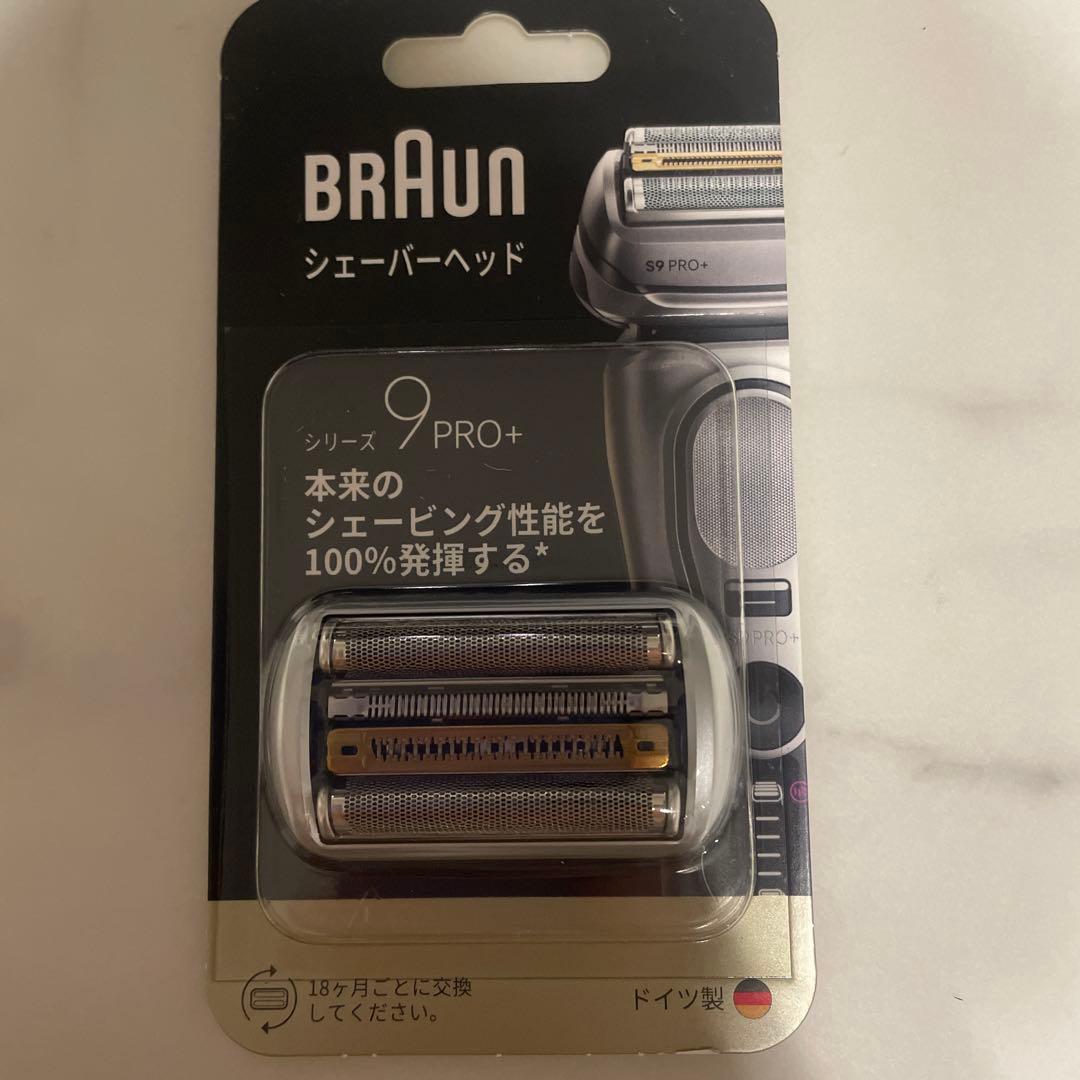 BRAUN
シェーバーヘッド
S9 PRO+
シリーズ 9 PRO+
本来の
シェービング性能を
100%発揮する*
S9 PRO+
18ヶ月ごとに交換
してください。
ドイツ製